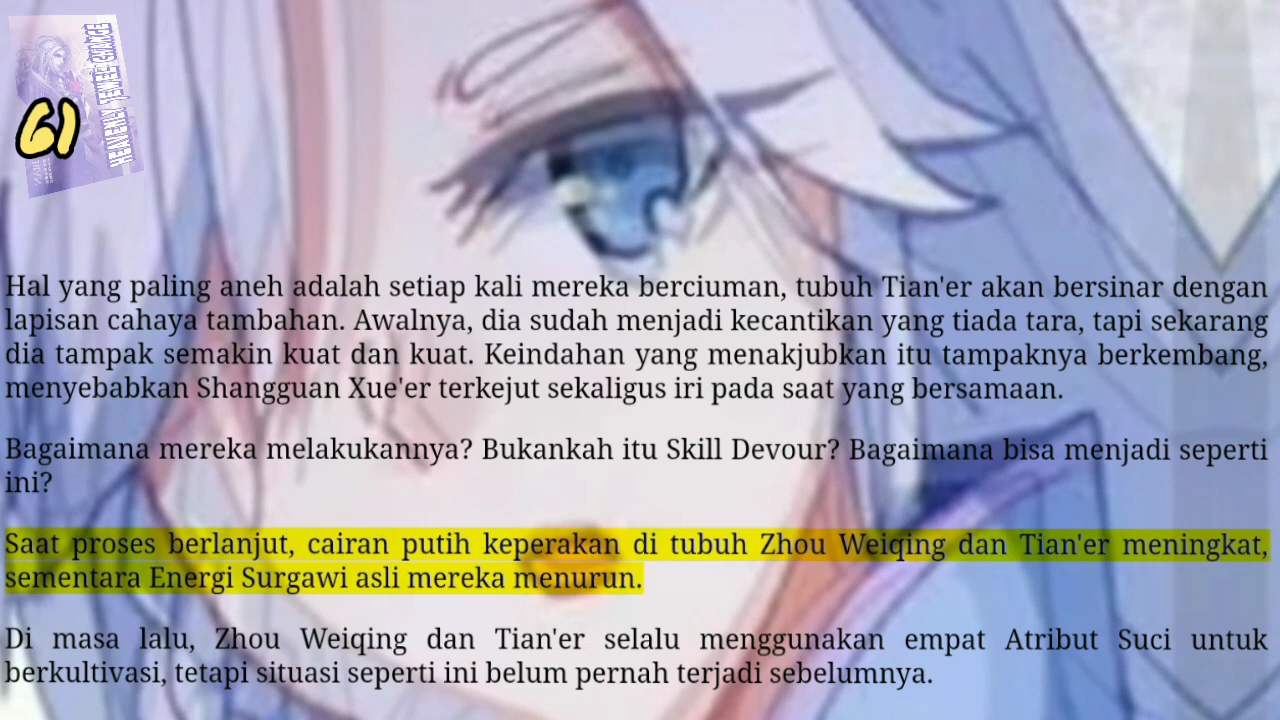 HEAVENLY JEWEL CHANGE
61
Hal yang paling aneh adalah setiap kali mereka berciuman, tubuh Tian'er akan bersinar dengan
lapisan cahaya tambahan. Awalnya, dia sudah menjadi kecantikan yang tiada tara, tapi sekarang
dia tampak semakin kuat dan kuat. Keindahan yang menakjubkan itu tampaknya berkembang,
menyebabkan Shangguan Xue'er terkejut sekaligus iri pada saat yang bersamaan.
Bagaimana mereka melakukannya? Bukankah itu Skill Devour? Bagaimana bisa menjadi seperti
ini?
Saat proses berlanjut, cairan putih keperakan di tubuh Zhou Weiqing dan Tian'er meningkat,
sementara Energi Surgawi asli mereka menurun.
Di masa lalu, Zhou Weiqing dan Tian'er selalu menggunakan empat Atribut Suci untuk
berkultivasi, tetapi situasi seperti ini belum pernah terjadi sebelumnya.